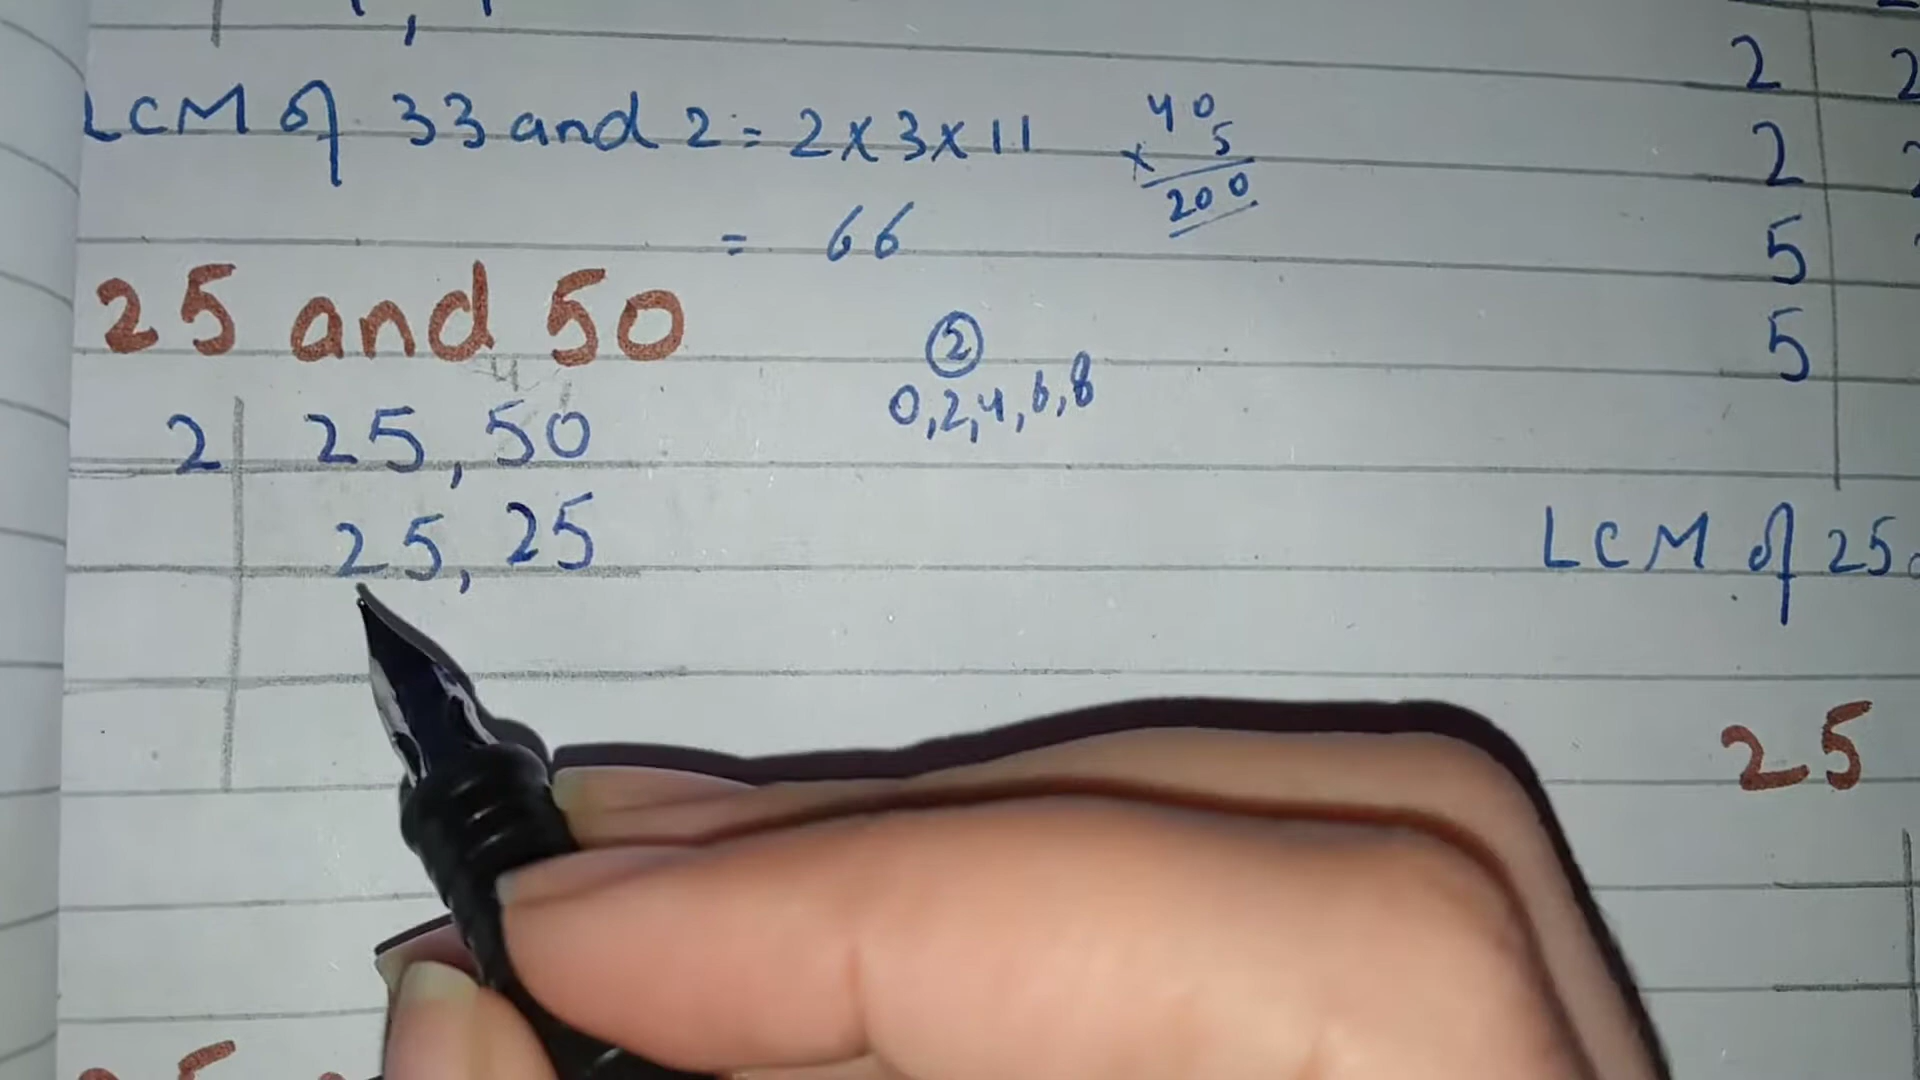 LCM of 33 and 2 = 2x3x11
= 66
40
x 5
200
25 and 50
2
0,2,4,6,8
2 25, 50
25, 25
2
2
5
5
LCM of 25
25